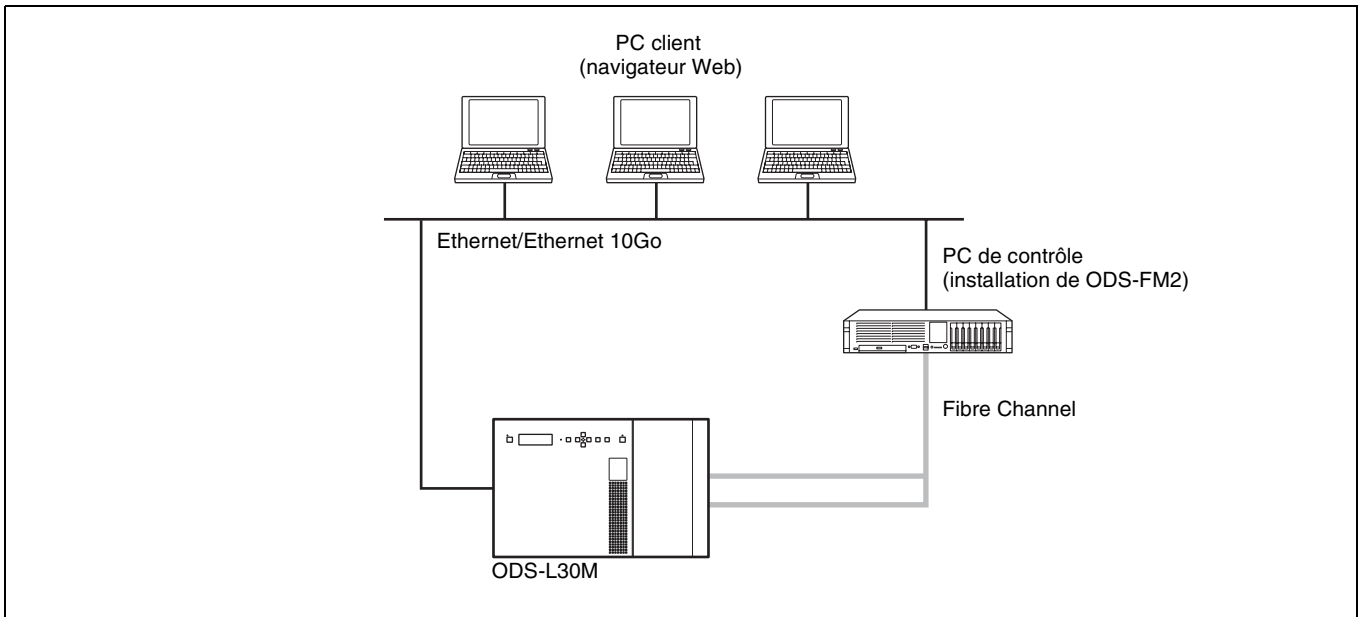 PC client
(navigateur Web)
Ethernet/Ethernet 10Go
PC de contrôle
(installation de ODS-FM2)
Fibre Channel
ODS-L30M